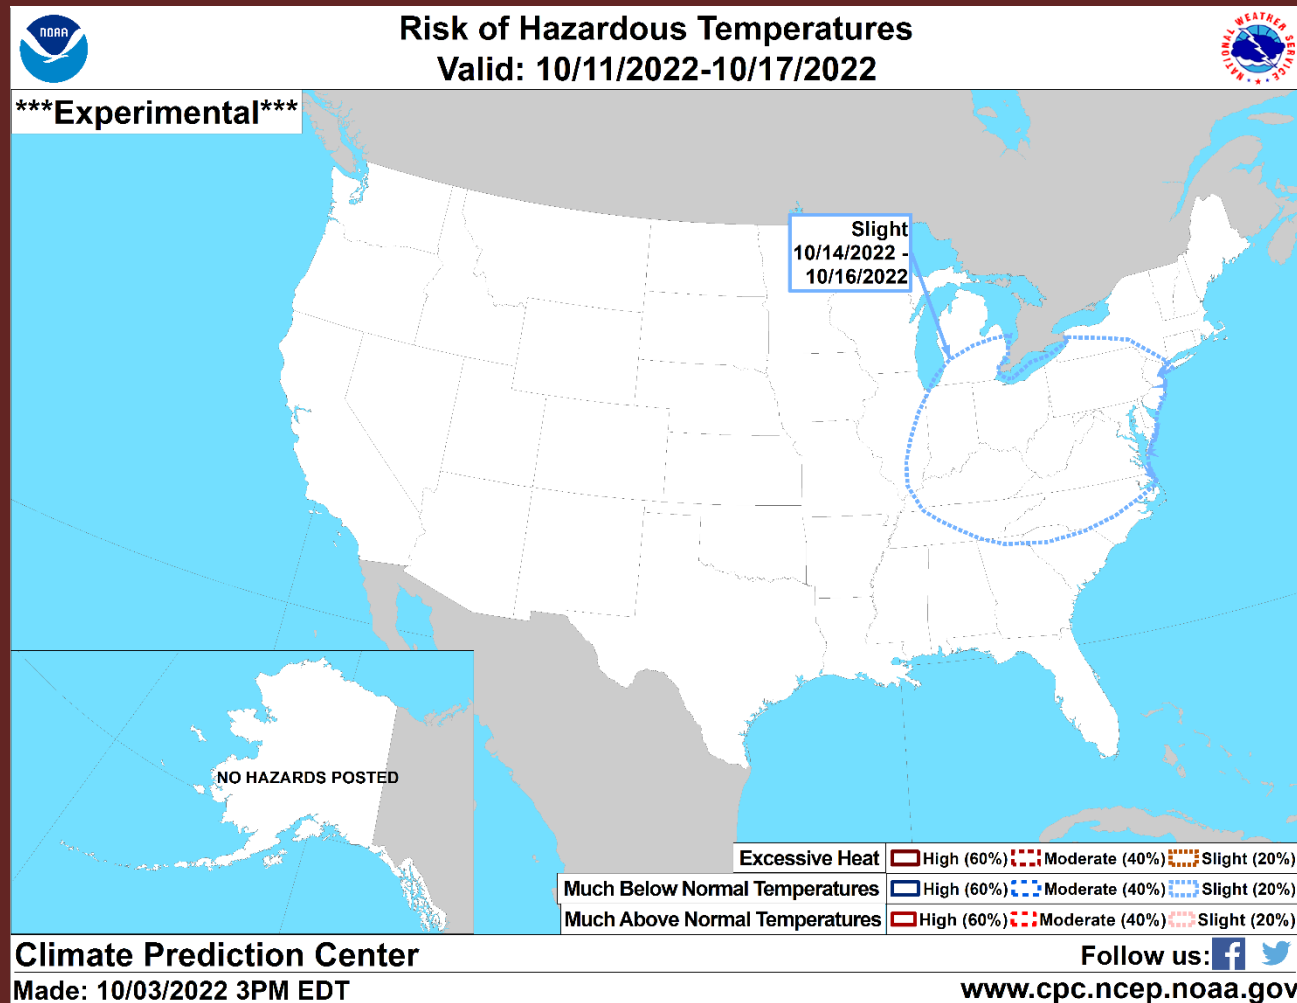 NOAA
Risk of Hazardous Temperatures
Valid: 10/11/2022-10/17/2022
NATIONAL WEATHER SERVICE
***Experimental***
Slight
10/14/2022 -
10/16/2022
NO HAZARDS POSTED
Excessive Heat High (60%) Moderate (40%) Slight (20%)
Much Below Normal Temperatures High (60%) Moderate (40%) Slight (20%)
Much Above Normal Temperatures High (60%) Moderate (40%) Slight (20%)
Climate Prediction Center
Follow us:
Made: 10/03/2022 3PM EDT
www.cpc.ncep.noaa.gov